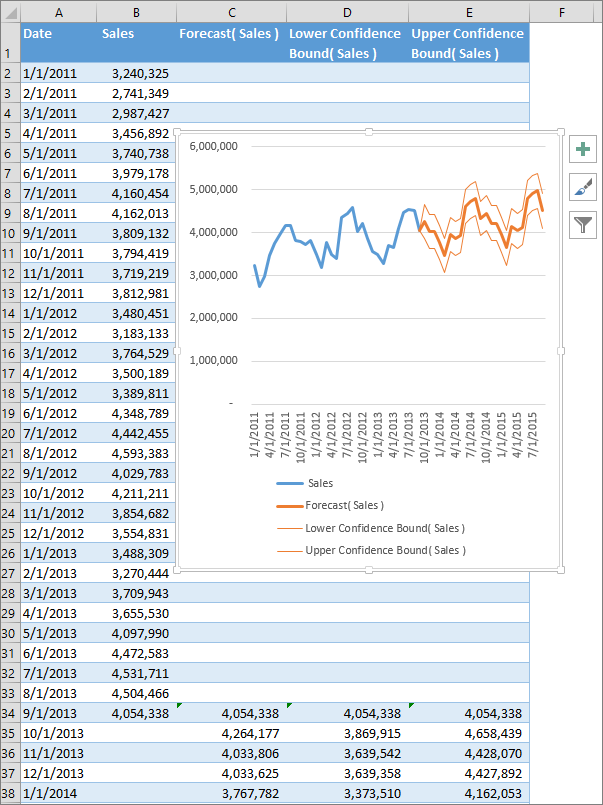 A B C D E F
1 Date Sales Forecast( Sales ) Lower Confidence Bound( Sales ) Upper Confidence Bound( Sales )
2 1/1/2011 3,240,325
3 2/1/2011 2,741,349
4 3/1/2011 2,987,427
5 4/1/2011 3,456,892
6 5/1/2011 3,740,738
7 6/1/2011 3,979,178
8 7/1/2011 4,160,454
9 8/1/2011 4,162,013
10 9/1/2011 3,809,132
11 10/1/2011 3,794,419
12 11/1/2011 3,719,219
13 12/1/2011 3,812,981
14 1/1/2012 3,480,451
15 2/1/2012 3,183,133
16 3/1/2012 3,764,529
17 4/1/2012 3,500,189
18 5/1/2012 3,389,811
19 6/1/2012 4,348,789
20 7/1/2012 4,442,455
21 8/1/2012 4,593,383
22 9/1/2012 4,029,783
23 10/1/2012 4,211,211
24 11/1/2012 3,854,682
25 12/1/2012 3,554,831
26 1/1/2013 3,488,309
27 2/1/2013 3,270,444
28 3/1/2013 3,709,943
29 4/1/2013 3,655,530
30 5/1/2013 4,097,990
31 6/1/2013 4,472,583
32 7/1/2013 4,531,711
33 8/1/2013 4,504,466
34 9/1/2013 4,054,338 4,054,338 4,054,338 4,054,338
35 10/1/2013 4,264,177 3,869,915 4,658,439
36 11/1/2013 4,033,806 3,639,542 4,428,070
37 12/1/2013 4,033,625 3,639,358 4,427,892
38 1/1/2014 3,767,782 3,373,510 4,162,053
6,000,000
5,000,000
4,000,000
3,000,000
2,000,000
1,000,000
-
1/1/2011
4/1/2011
7/1/2011
10/1/2011
1/1/2012
4/1/2012
7/1/2012
10/1/2012
1/1/2013
4/1/2013
7/1/2013
10/1/2013
1/1/2014
4/1/2014
7/1/2014
10/1/2014
1/1/2015
4/1/2015
7/1/2015
Sales
Forecast( Sales )
Lower Confidence Bound( Sales )
Upper Confidence Bound( Sales )